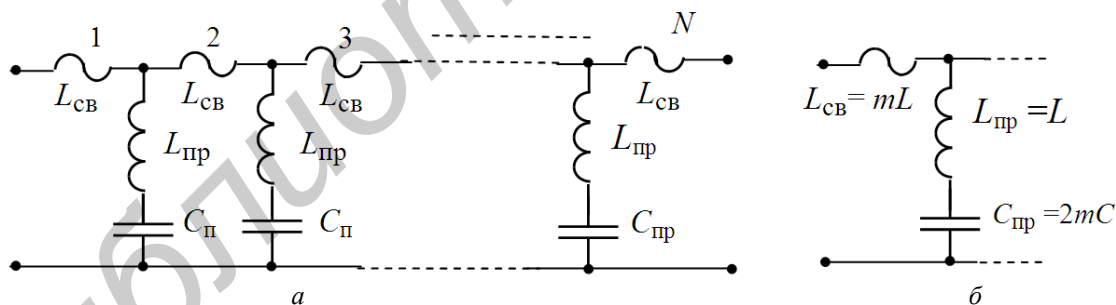 1 2 3 N
Lсв Lсв Lсв Lсв
Lпр Lпр Lпр
Cп Cп Cпр
а
Lсв= mL
Lпр =L
Cпр =2mC
б